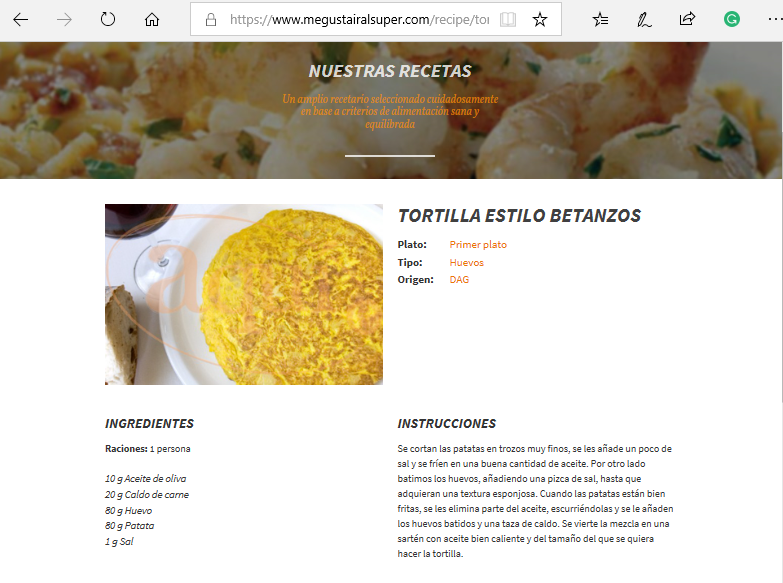 https://www.megustairalsuper.com/recipe/tor
NUESTRAS RECETAS
Un amplio recetario seleccionado cuidadosamente
en base a criterios de alimentación sana y
equilibrada
TORTILLA ESTILO BETANZOS
Plato: Primer plato
Tipo: Huevos
Origen: DAG
INGREDIENTES
Raciones: 1 persona
10 g Aceite de oliva
20 g Caldo de carne
80 g Huevo
80 g Patata
1 g Sal
INSTRUCCIONES
Se cortan las patatas en trozos muy finos, se les añade un poco de
sal y se fríen en una buena cantidad de aceite. Por otro lado
batimos los huevos, añadiendo una pizca de sal, hasta que
adquieran una textura esponjosa. Cuando las patatas están bien
fritas, se les elimina parte del aceite, escurriéndolas y se le añaden
los huevos batidos y una taza de caldo. Se vierte la mezcla en una
sartén con aceite bien caliente y del tamaño del que se quiera
hacer la tortilla.